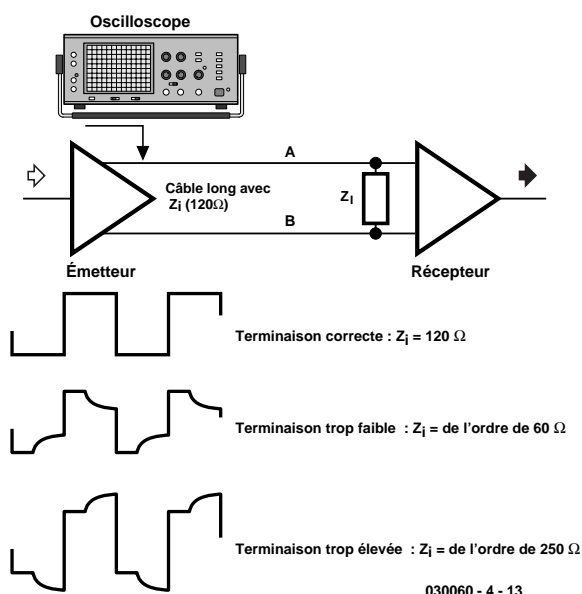 Oscilloscope
A
Câble long avec
Zi (120Ω)
ZI
B
Émetteur
Récepteur
Terminaison correcte : Zi = 120 Ω
Terminaison trop faible : Zi = de l'ordre de 60 Ω
Terminaison trop élevée : Zi = de l'ordre de 250 Ω
030060 - 4 - 13